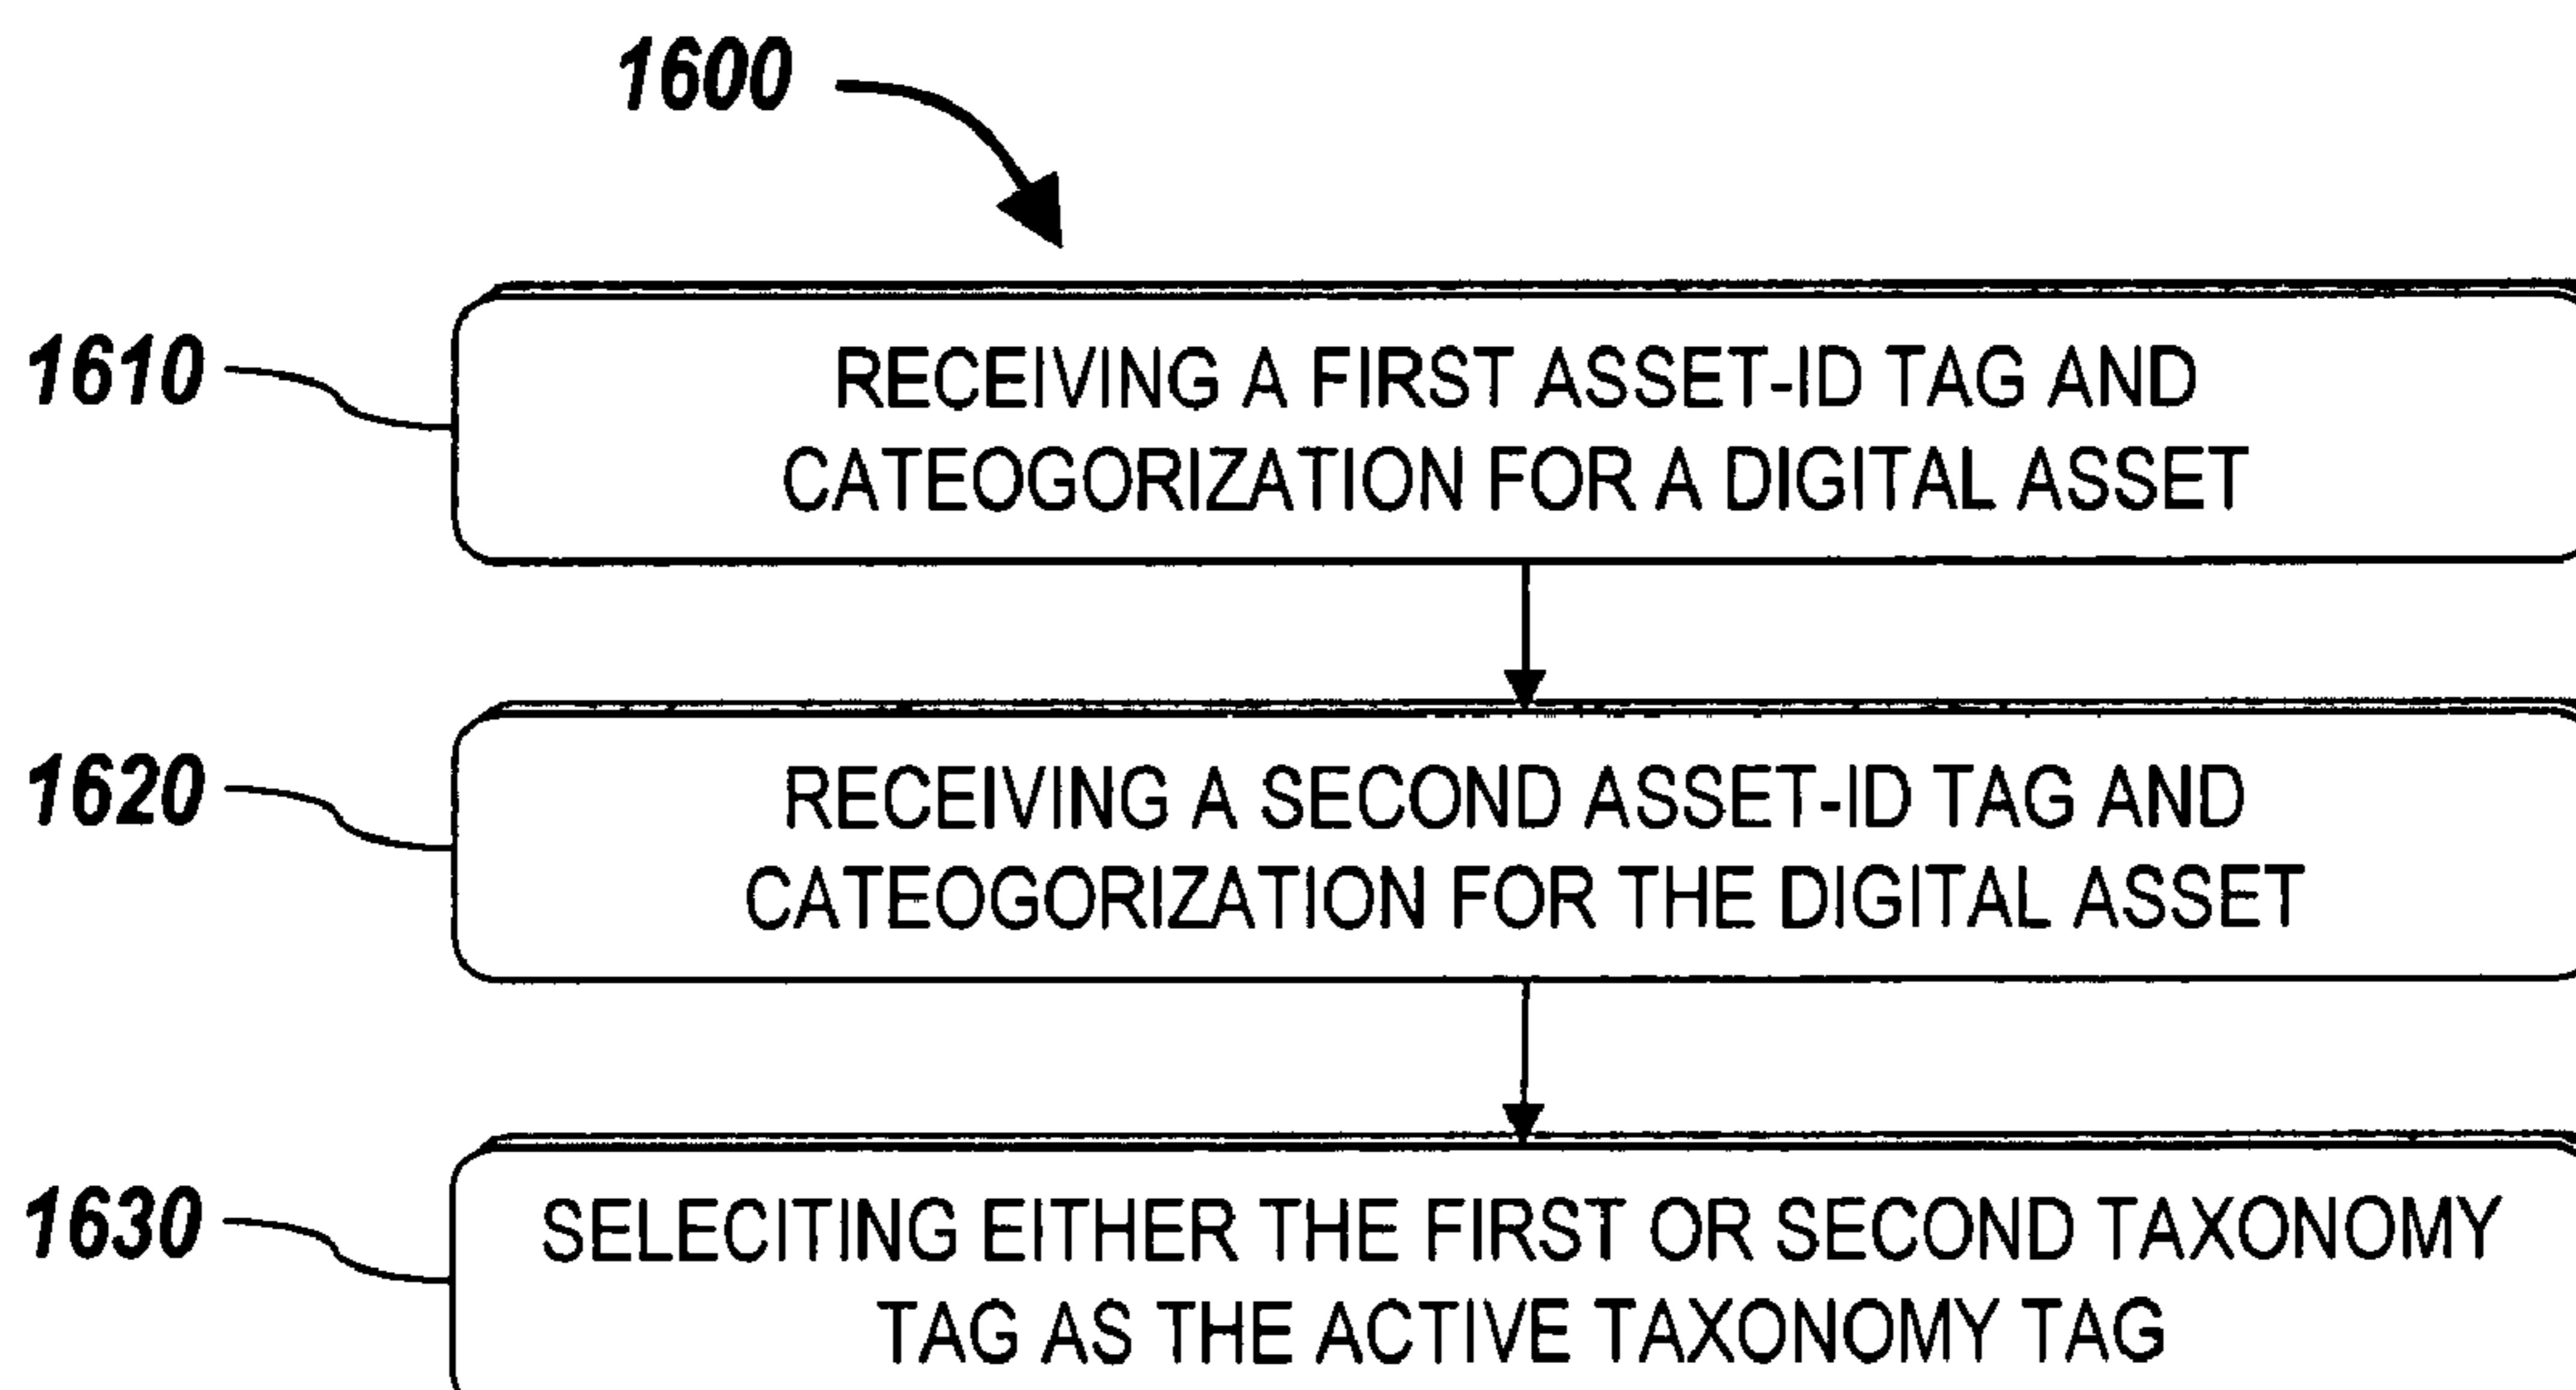 1600
1610
RECEIVING A FIRST ASSET-ID TAG AND
CATEOGORIZATION FOR A DIGITAL ASSET
1620
RECEIVING A SECOND ASSET-ID TAG AND
CATEOGORIZATION FOR THE DIGITAL ASSET
1630
SELECITING EITHER THE FIRST OR SECOND TAXONOMY
TAG AS THE ACTIVE TAXONOMY TAG